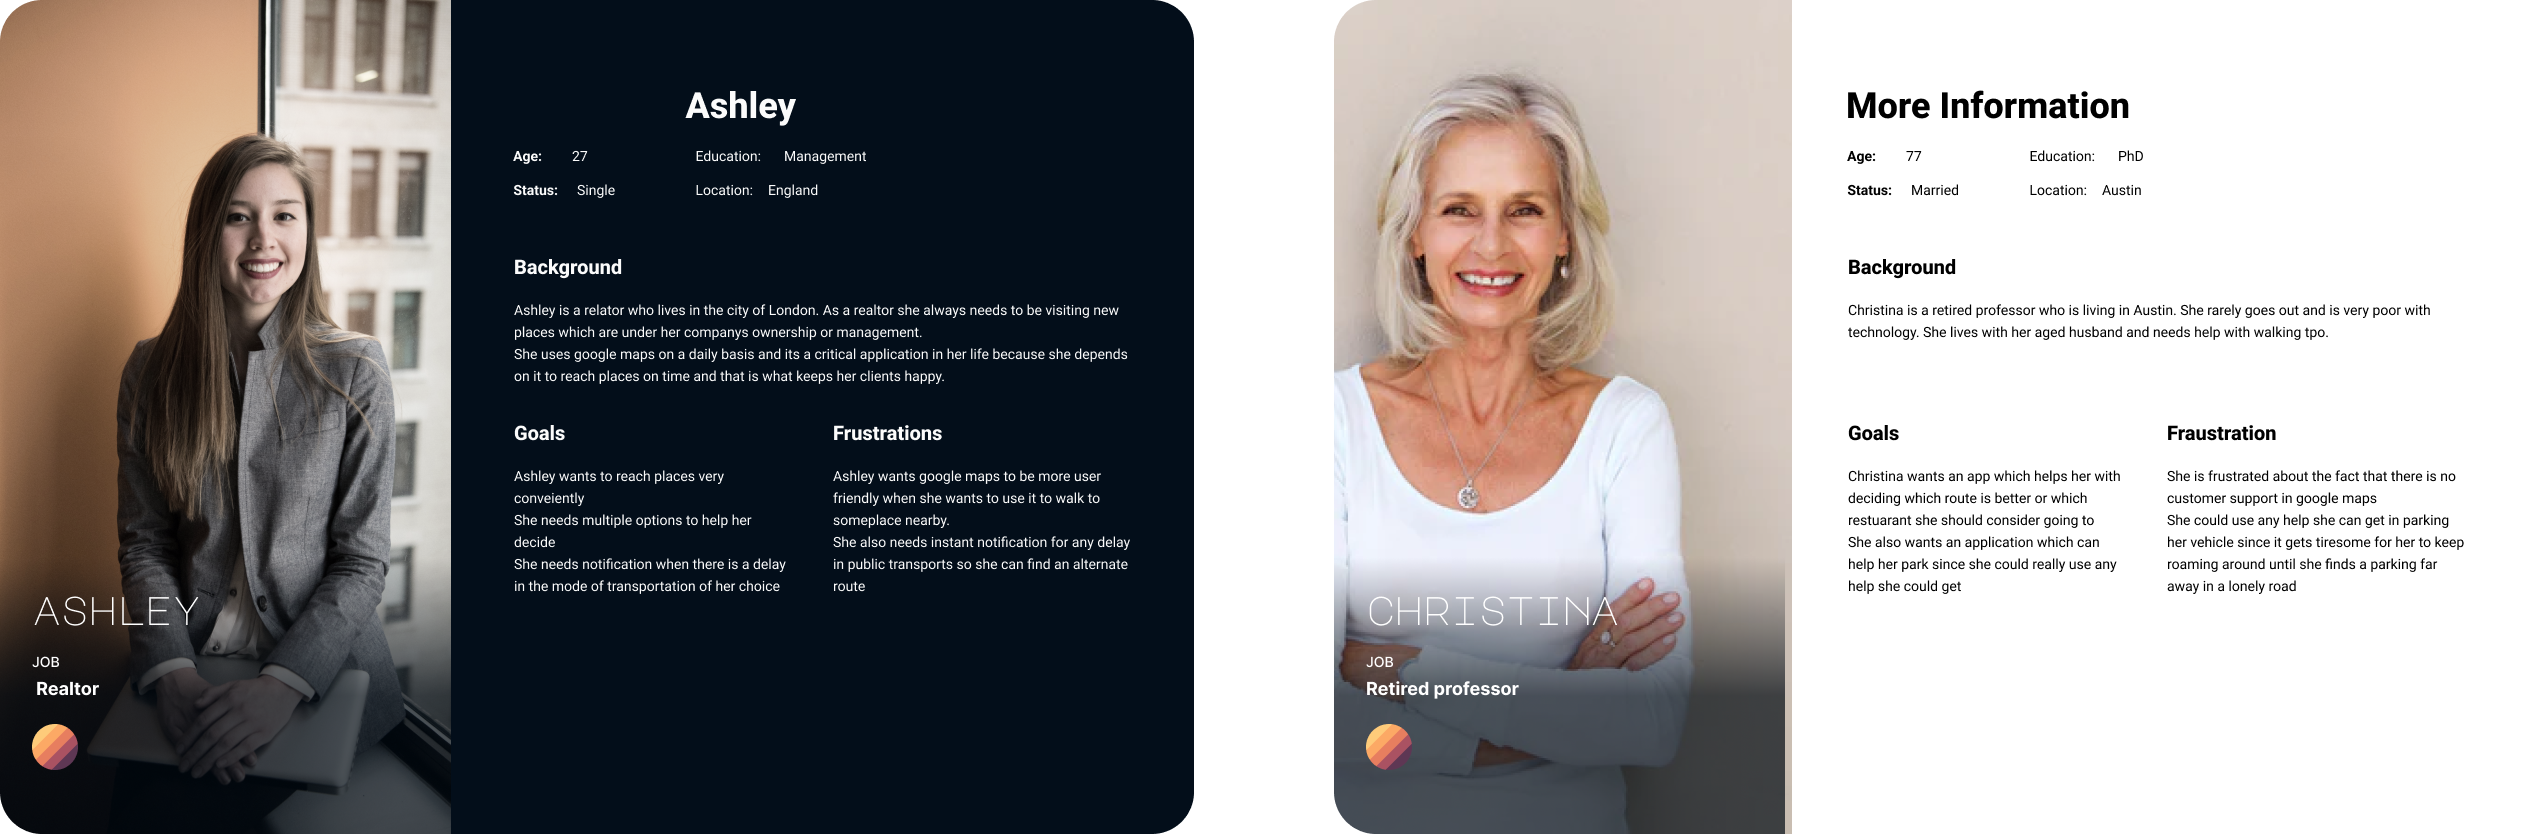 Ashley
Age: 27 Education: Management
Status: Single Location: England
Background
Ashley is a relator who lives in the city of London. As a realtor she always needs to be visiting new
places which are under her companys ownership or management.
She uses google maps on a daily basis and its a critical application in her life because she depends
on it to reach places on time and that is what keeps her clients happy.
Goals
Ashley wants to reach places very
conveiently
She needs multiple options to help her
decide
She needs notification when there is a delay
in the mode of transportation of her choice
Frustrations
Ashley wants google maps to be more user
friendly when she wants to use it to walk to
someplace nearby.
She also needs instant notification for any delay
in public transports so she can find an alternate
route
ASHLEY
JOB
Realtor
More Information
Age: 77 Education: PhD
Status: Married Location: Austin
Background
Christina is a retired professor who is living in Austin. She rarely goes out and is very poor with
technology. She lives with her aged husband and needs help with walking tpo.
Goals
Christina wants an app which helps her with
deciding which route is better or which
restuarant she should consider going to
She also wants an application which can
help her park since she could really use any
help she could get
Fraustration
She is frustrated about the fact that there is no
customer support in google maps
She could use any help she can get in parking
her vehicle since it gets tiresome for her to keep
roaming around until she finds a parking far
away in a lonely road
CHRISTINA
JOB
Retired professor